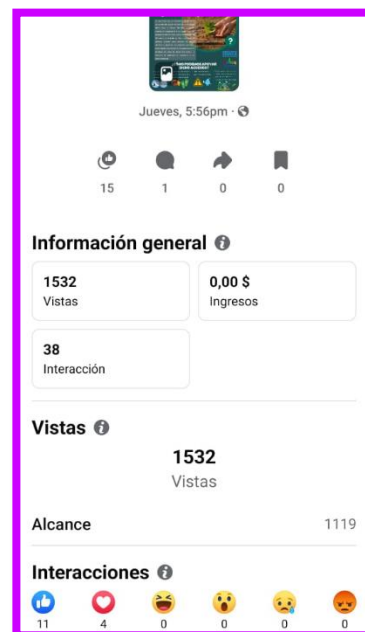 Jueves, 5:56pm ·
15 1 0 0
Información general
1532 0,00 $
Vistas Ingresos
38
Interacción
Vistas
1532
Vistas
Alcance 1119
Interacciones
11 4 0 0 0 0